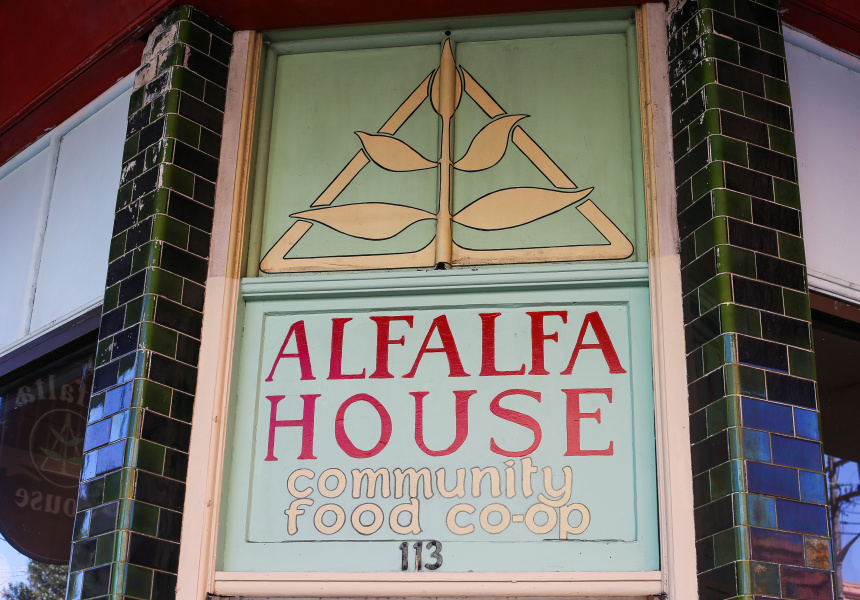 ALFALFA
HOUSE
community
food co-op
113